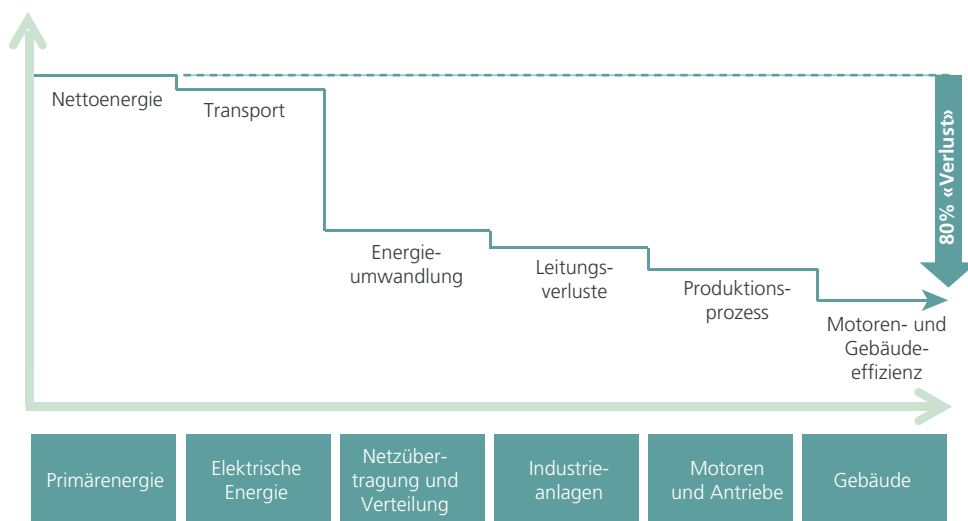 Nettoenergie
Transport
Energie-
umwandlung
Leitungs-
verluste
Produktions-
prozess
Motoren- und
Gebäude-
effizienz
80% «Verlust»
Primärenergie
Elektrische
Energie
Netzüber-
tragung und
Verteilung
Industrie-
anlagen
Motoren
und Antriebe
Gebäude